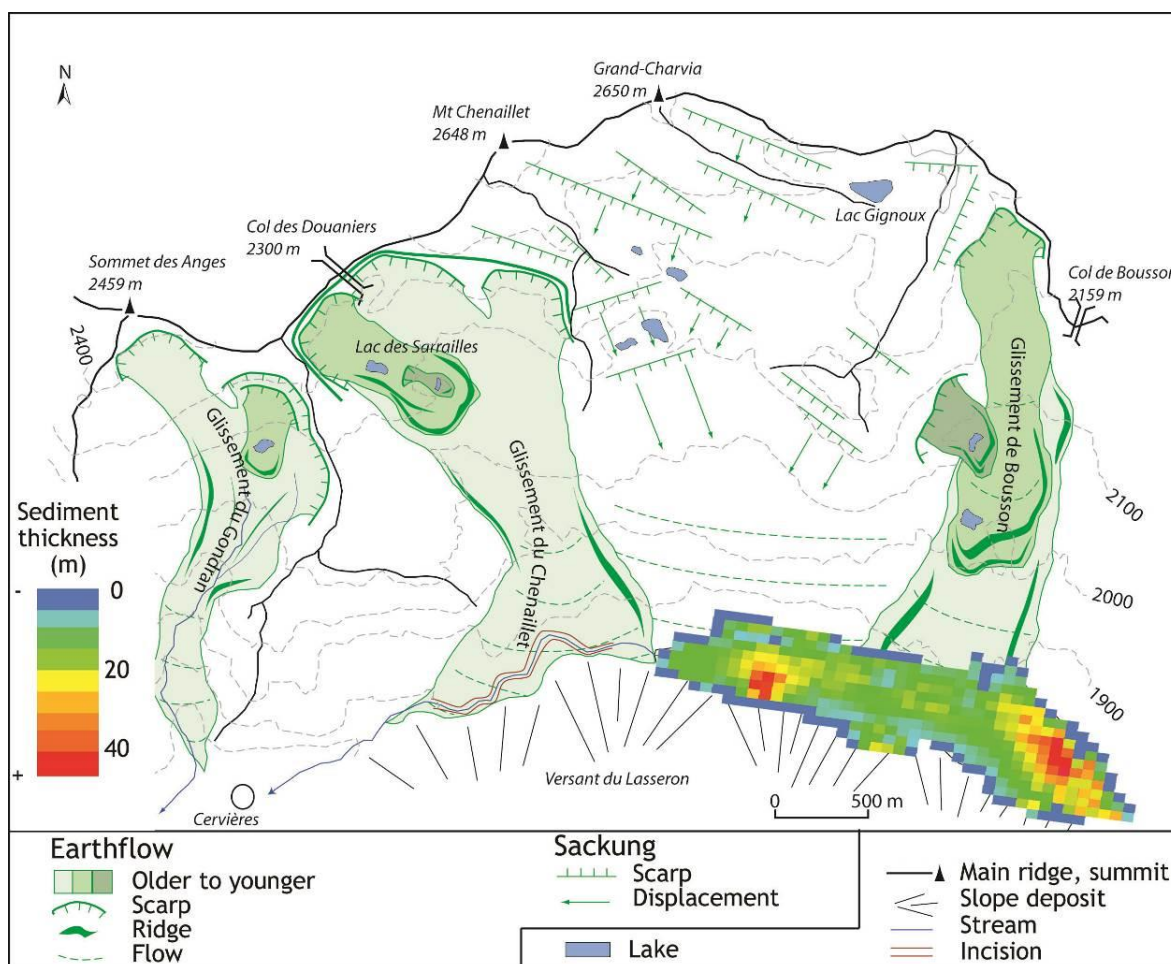 N
Grand-Charvia
2650 m
Mt Chenaillet
2648 m
Lac Gignoux
Col des Douaniers
2300 m
Sommet des Anges
2459 m
Col de Bousson
2159 m
2400
Lac des Sarrailles
Glissement du Gondran
Glissement du Chenaillet
Glissement de Bousson
2100
2000
1900
Sediment
thickness
(m)
-
0
20
40
+
Versant du Lasseron
0
500 m
Cervières
Earthflow
Older to younger
Scarp
Ridge
Flow
Sackung
Scarp
Displacement
Lake
Main ridge, summit
Slope deposit
Stream
Incision